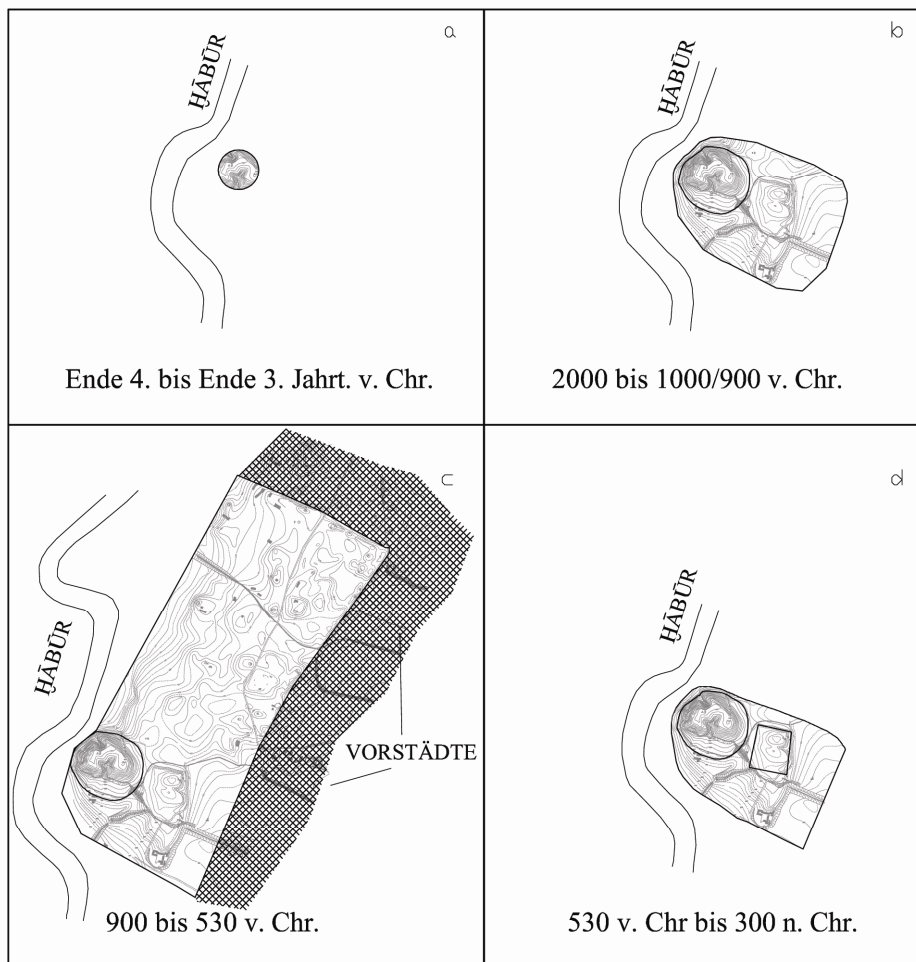 a
ḪĀBŪR
Ende 4. bis Ende 3. Jahrt. v. Chr.
b
ḪĀBŪR
2000 bis 1000/900 v. Chr.
c
ḪĀBŪR
VORSTÄDTE
900 bis 530 v. Chr.
d
ḪĀBŪR
530 v. Chr bis 300 n. Chr.